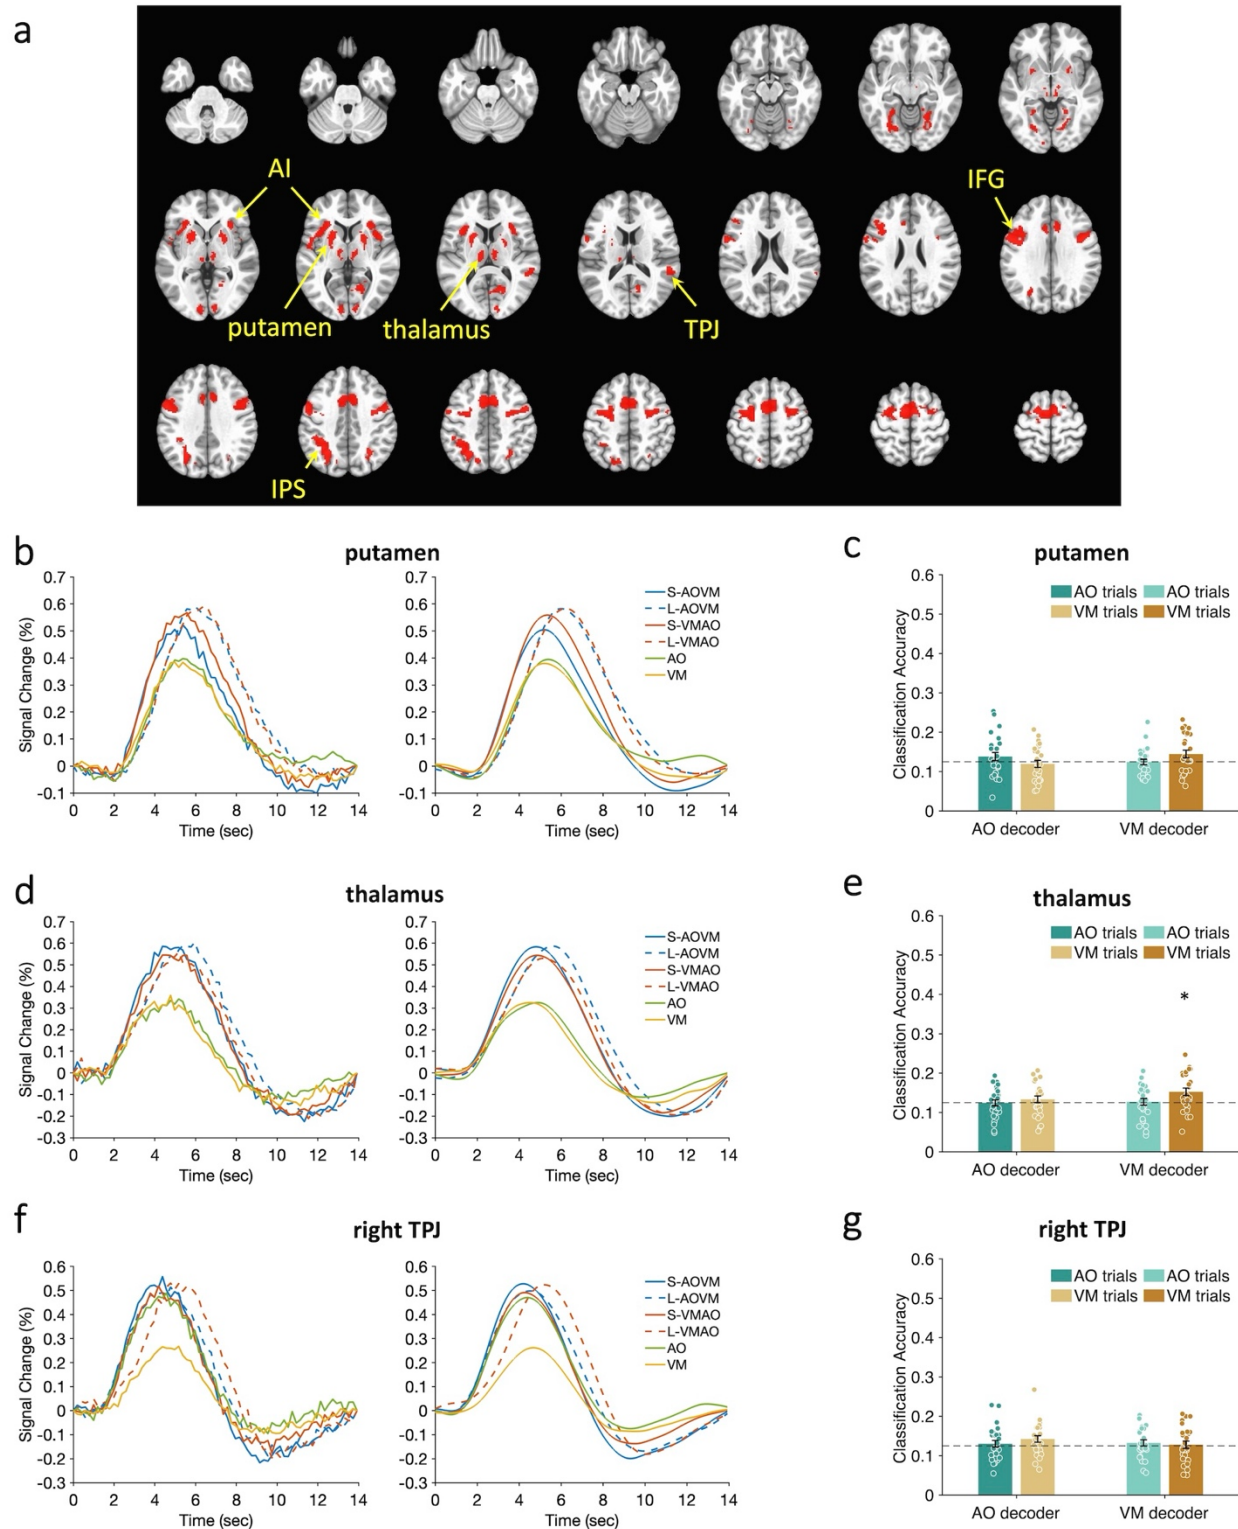 a
AI
IFG
putamen
thalamus
TPJ
IPS
b
putamen
Signal Change (%)
0.7
0.6
0.5
0.4
0.3
0.2
0.1
0
-0.1
0 2 4 6 8 10 12 14
Time (sec)
0.7
0.6
0.5
0.4
0.3
0.2
0.1
0
-0.1
0 2 4 6 8 10 12 14
Time (sec)
S-AOVM
L-AOVM
S-VMAO
L-VMAO
AO
VM
c
putamen
Classification Accuracy
0.6
0.5
0.4
0.3
0.2
0.1
0
AO trials AO trials
VM trials VM trials
AO decoder VM decoder
d
thalamus
Signal Change (%)
0.7
0.6
0.5
0.4
0.3
0.2
0.1
0
-0.1
-0.2
-0.3
0 2 4 6 8 10 12 14
Time (sec)
0.7
0.6
0.5
0.4
0.3
0.2
0.1
0
-0.1
-0.2
-0.3
0 2 4 6 8 10 12 14
Time (sec)
S-AOVM
L-AOVM
S-VMAO
L-VMAO
AO
VM
e
thalamus
Classification Accuracy
0.6
0.5
0.4
0.3
0.2
0.1
0
AO trials AO trials
VM trials VM trials
*
AO decoder VM decoder
f
right TPJ
Signal Change (%)
0.6
0.5
0.4
0.3
0.2
0.1
0
-0.1
-0.2
-0.3
0 2 4 6 8 10 12 14
Time (sec)
0.6
0.5
0.4
0.3
0.2
0.1
0
-0.1
-0.2
-0.3
0 2 4 6 8 10 12 14
Time (sec)
S-AOVM
L-AOVM
S-VMAO
L-VMAO
AO
VM
g
right TPJ
Classification Accuracy
0.6
0.5
0.4
0.3
0.2
0.1
0
AO trials AO trials
VM trials VM trials
AO decoder VM decoder